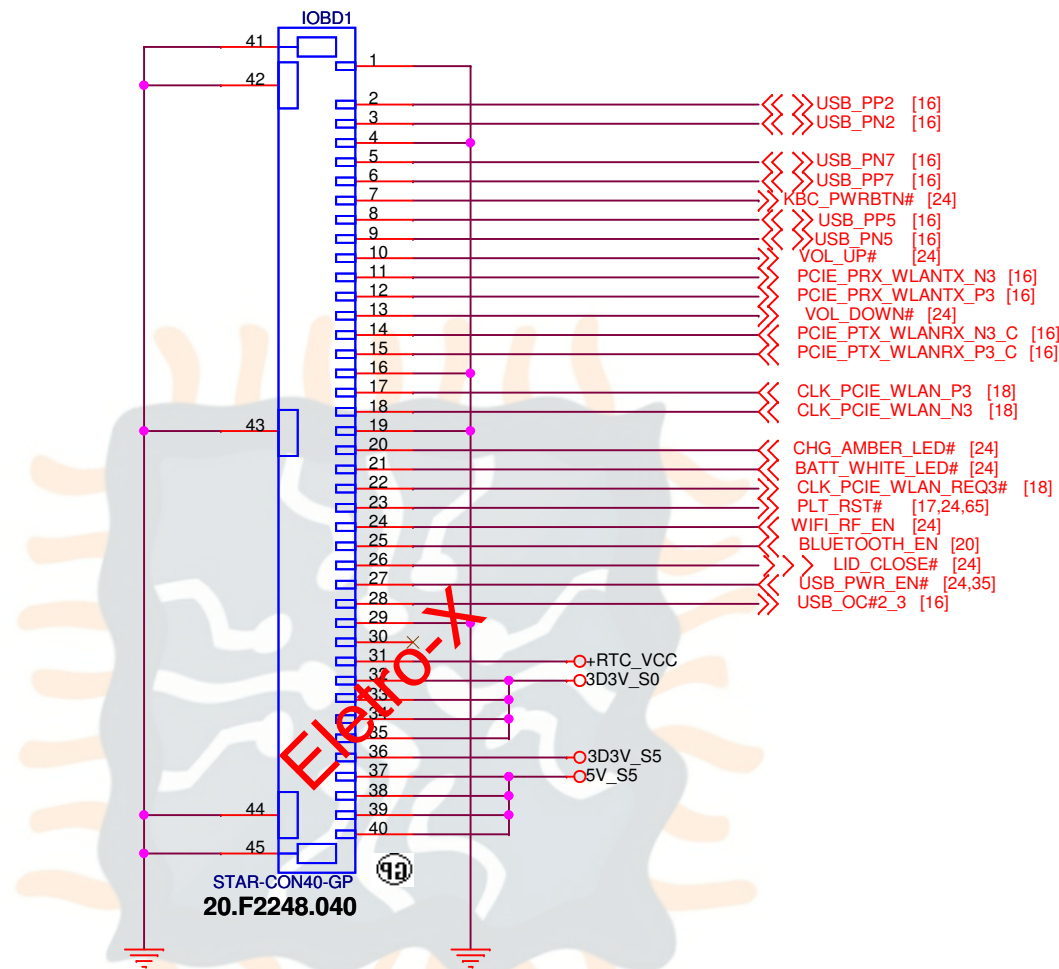 IOBD1
41
1
42
2 USB_PP2 [16]
3 USB_PN2 [16]
4
5 USB_PN7 [16]
6 USB_PP7 [16]
7 KBC_PWRBTN# [24]
8 USB_PP5 [16]
9 USB_PN5 [16]
10 VOL_UP# [24]
11 PCIE_PRX_WLANTX_N3 [16]
12 PCIE_PRX_WLANTX_P3 [16]
13 VOL_DOWN# [24]
14 PCIE_PTX_WLANRX_N3_C [16]
15 PCIE_PTX_WLANRX_P3_C [16]
16
17 CLK_PCIE_WLAN_P3 [18]
18 CLK_PCIE_WLAN_N3 [18]
43 19
20 CHG_AMBER_LED# [24]
21 BATT_WHITE_LED# [24]
22 CLK_PCIE_WLAN_REQ3# [18]
23 PLT_RST# [17,24,65]
24 WIFI_RF_EN [24]
25 BLUETOOTH_EN [20]
26 LID_CLOSE# [24]
27 USB_PWR_EN# [24,35]
28 USB_OC#2_3 [16]
29
30
31 +RTC_VCC
32 3D3V_S0
33
34
35
36 3D3V_S5
37 5V_S5
38
44 39
40
45
Eletro-X
GP
STAR-CON40-GP
20.F2248.040